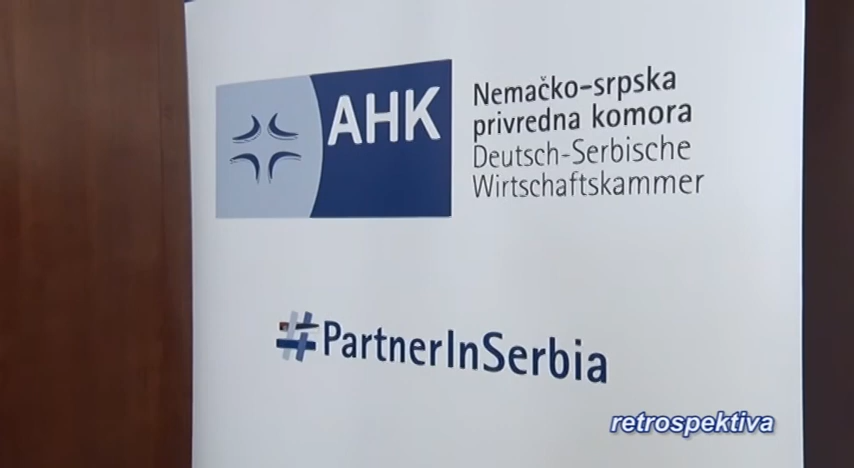 AHK
Nemačko-srpska
privredna komora
Deutsch-Serbische
Wirtschaftskammer
#PartnerInSerbia
retrospektiva